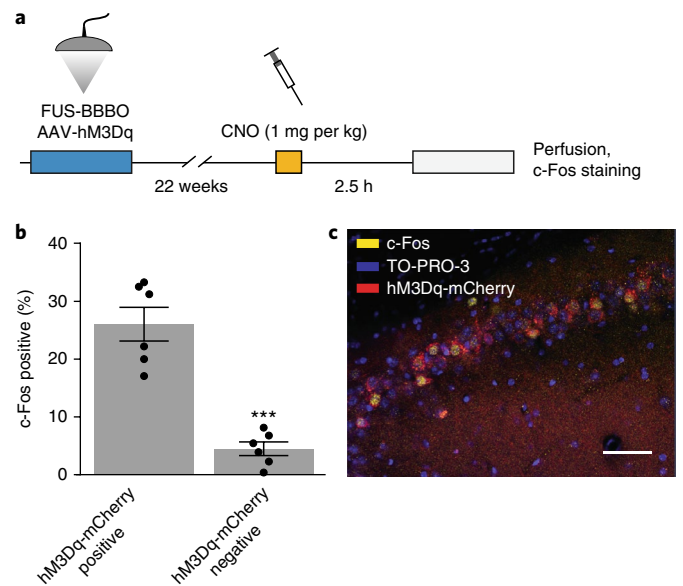 a
FUS-BBBO
AAV-hM3Dq
CNO (1 mg per kg)
22 weeks
2.5 h
Perfusion,
c-Fos staining
b
c-Fos positive (%)
40
30
20
10
0
***
hM3Dq-mCherry
positive
hM3Dq-mCherry
negative
c
c-Fos
TO-PRO-3
hM3Dq-mCherry